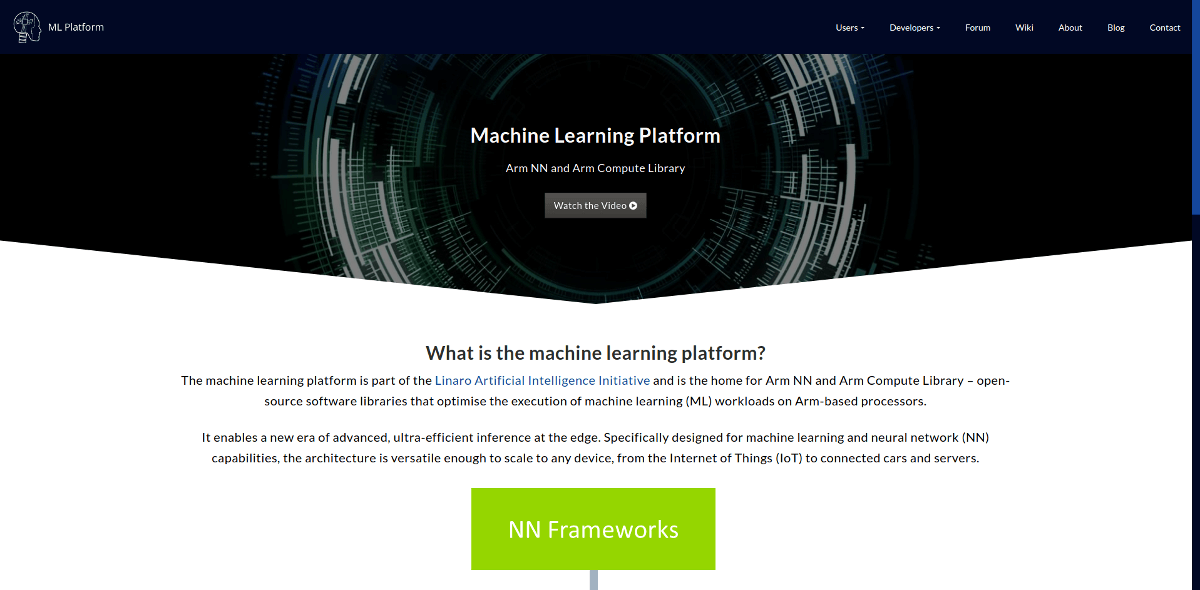 ML Platform
Users
Developers
Forum
Wiki
About
Blog
Contact
Machine Learning Platform
Arm NN and Arm Compute Library
Watch the Video
What is the machine learning platform?
The machine learning platform is part of the Linaro Artificial Intelligence Initiative and is the home for Arm NN and Arm Compute Library – open-
source software libraries that optimise the execution of machine learning (ML) workloads on Arm-based processors.
It enables a new era of advanced, ultra-efficient inference at the edge. Specifically designed for machine learning and neural network (NN)
capabilities, the architecture is versatile enough to scale to any device, from the Internet of Things (IoT) to connected cars and servers.
NN Frameworks